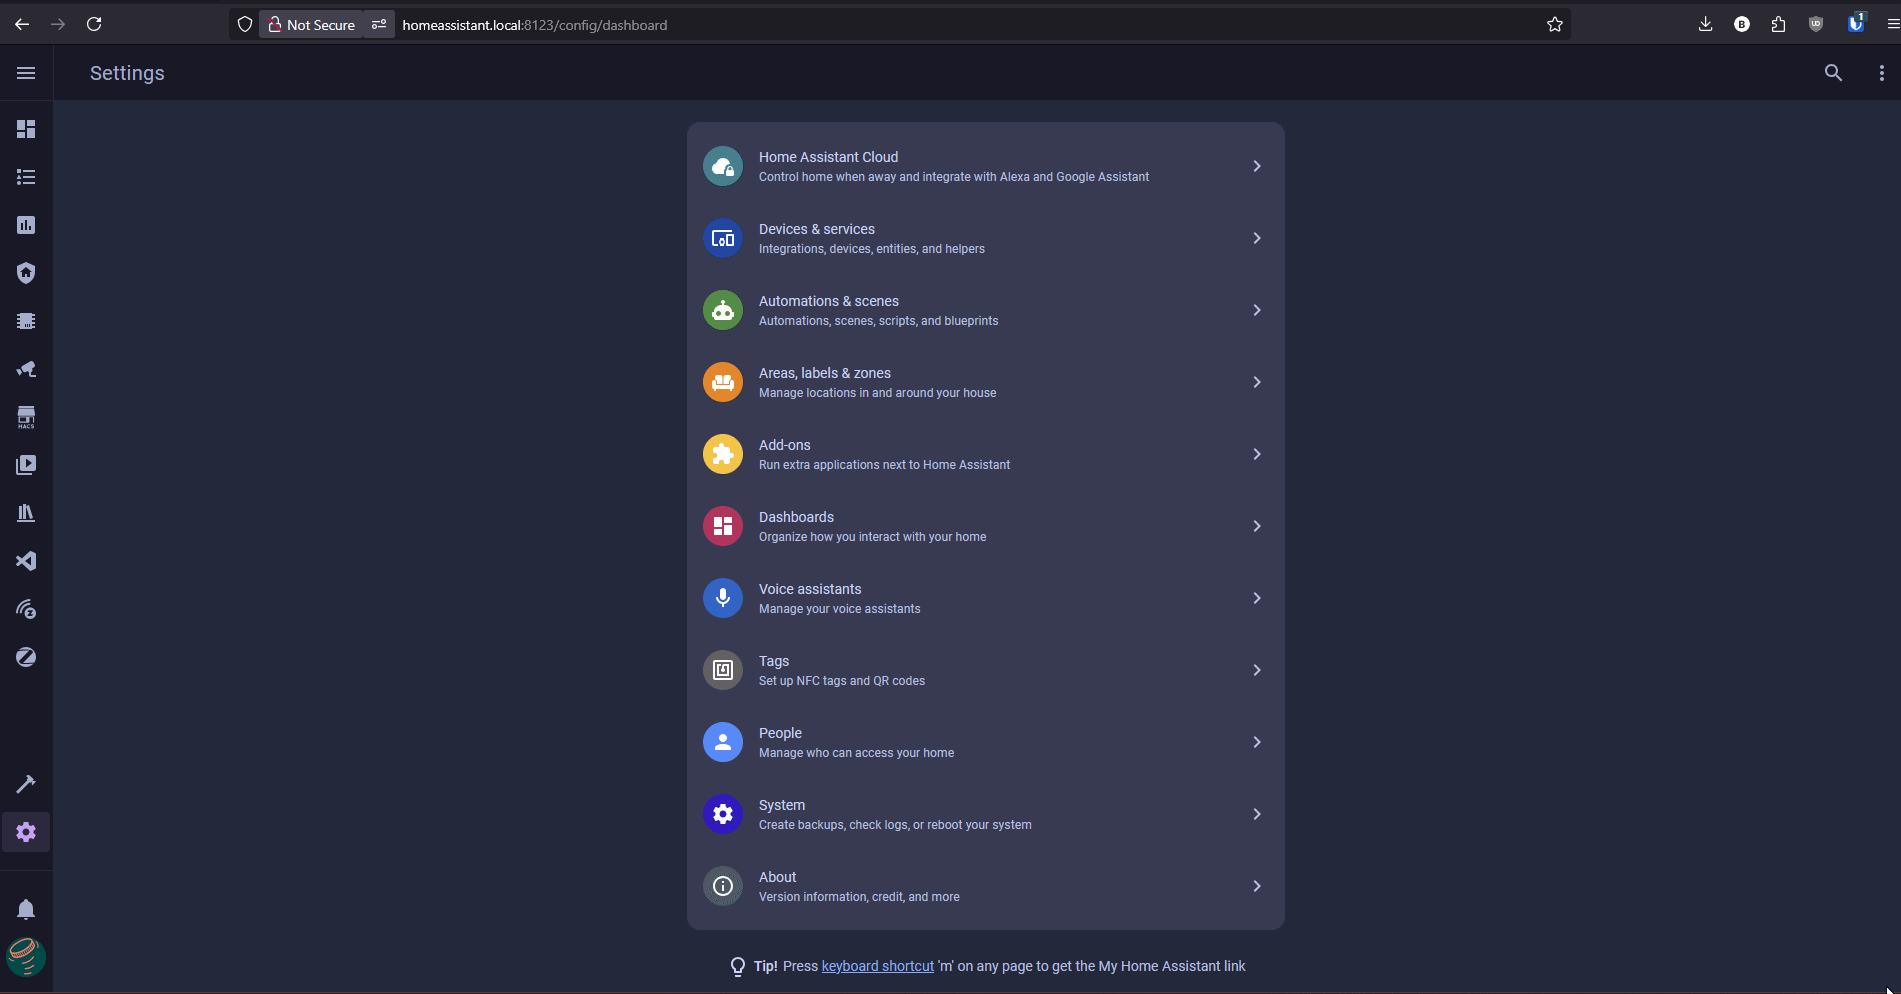 Not Secure
homeassistant.local:8123/config/dashboard
B
UD
1
Settings
Home Assistant Cloud
Control home when away and integrate with Alexa and Google Assistant
Devices & services
Integrations, devices, entities, and helpers
Automations & scenes
Automations, scenes, scripts, and blueprints
Areas, labels & zones
Manage locations in and around your house
HACS
Add-ons
Run extra applications next to Home Assistant
Dashboards
Organize how you interact with your home
Voice assistants
Manage your voice assistants
Tags
Set up NFC tags and QR codes
People
Manage who can access your home
System
Create backups, check logs, or reboot your system
About
Version information, credit, and more
Tip! Press keyboard shortcut 'm' on any page to get the My Home Assistant link